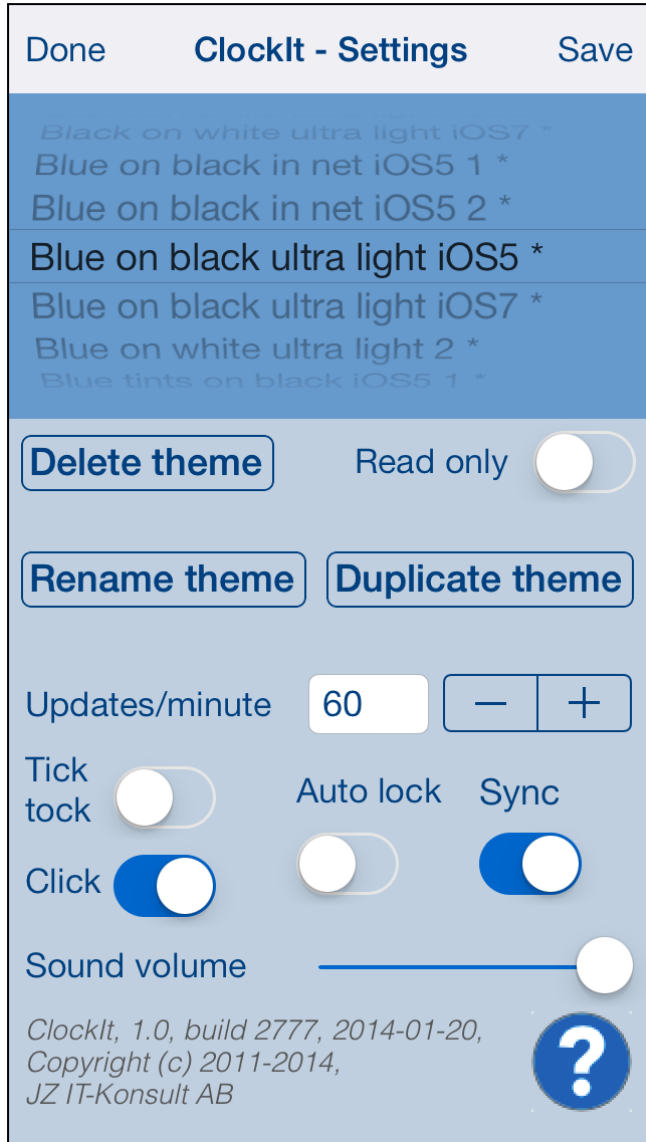 Done ClockIt - Settings Save
Black on white ultra light iOS7 *
Blue on black in net iOS5 1 *
Blue on black in net iOS5 2 *
Blue on black ultra light iOS5 *
Blue on black ultra light iOS7 *
Blue on white ultra light 2 *
Blue tints on black iOS5 1 *
Delete theme Read only
Rename theme Duplicate theme
Updates/minute 60 − +
Tick
tock
Auto lock Sync
Click
Sound volume
ClockIt, 1.0, build 2777, 2014-01-20,
Copyright (c) 2011-2014,
JZ IT-Konsult AB
?